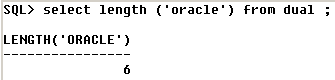 SQL> select length ('oracle') from dual ;
LENGTH('ORACLE')
----------------
6